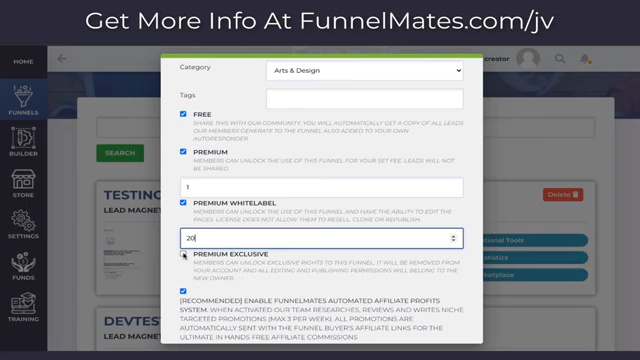 Get More Info At FunnelMates.com/jv
HOME
creator
Category
Arts & Design
Tags
FREE
SHARE THIS WITH OUR COMMUNITY, YOU WILL AUTOMATICALLY GET A COPY OF ALL LEADS
OUR MEMBERS GENERATE TO THE FUNNEL ALSO ADDED TO YOUR OWN
AUTORESPONDER
FUNNELS
PREMIUM
MEMBERS CAN UNLOCK THE USE OF THIS FUNNEL FOR YOUR SET FEE. LEADS WILL NOT
BE SHARED.
BUILDER
SEARCH
1
STORE
TESTING
Delete
PREMIUM WHITELABEL
LEAD MAGNET
MEMBERS CAN UNLOCK THE USE OF THIS FUNNEL AND HAVE THE ABILITY TO EDIT THE
PAGES. LICENSE DOES NOT ALLOW THEM TO RESELL, CLONE OR REPUBLISH
SETTINGS
20
tional Tools
PREMIUM EXCLUSIVE
atistics
MEMBERS CAN UNLOCK EXCLUSIVE RIGHTS TO THIS FUNNEL, IT WILL BE REMOVED FROM
YOUR ACCOUNT AND ALL EDITING AND PUBLISHING PERMISSIONS WILL BELONG TO THE
NEW OWNER
FUNDS
rketplace
[RECOMMENDED] ENABLE FUNNELMATES AUTOMATED AFFILIATE PROFITS
SYSTEM. WHEN ACTIVATED OUR TEAM RESEARCHES, REVIEWS AND WRITES NICHE
TARGETED PROMOTIONS (MAX 3 PER WEEK). ALL PROMOTIONS ARE
AUTOMATICALLY SENT WITH THE FUNNEL BUYER'S AFFILIATE LINKS FOR THE
ULTIMATE IN HANDS FREE AFFILIATE COMMISSIONS
TRAINING
DEVTES
LEAD MAGNET